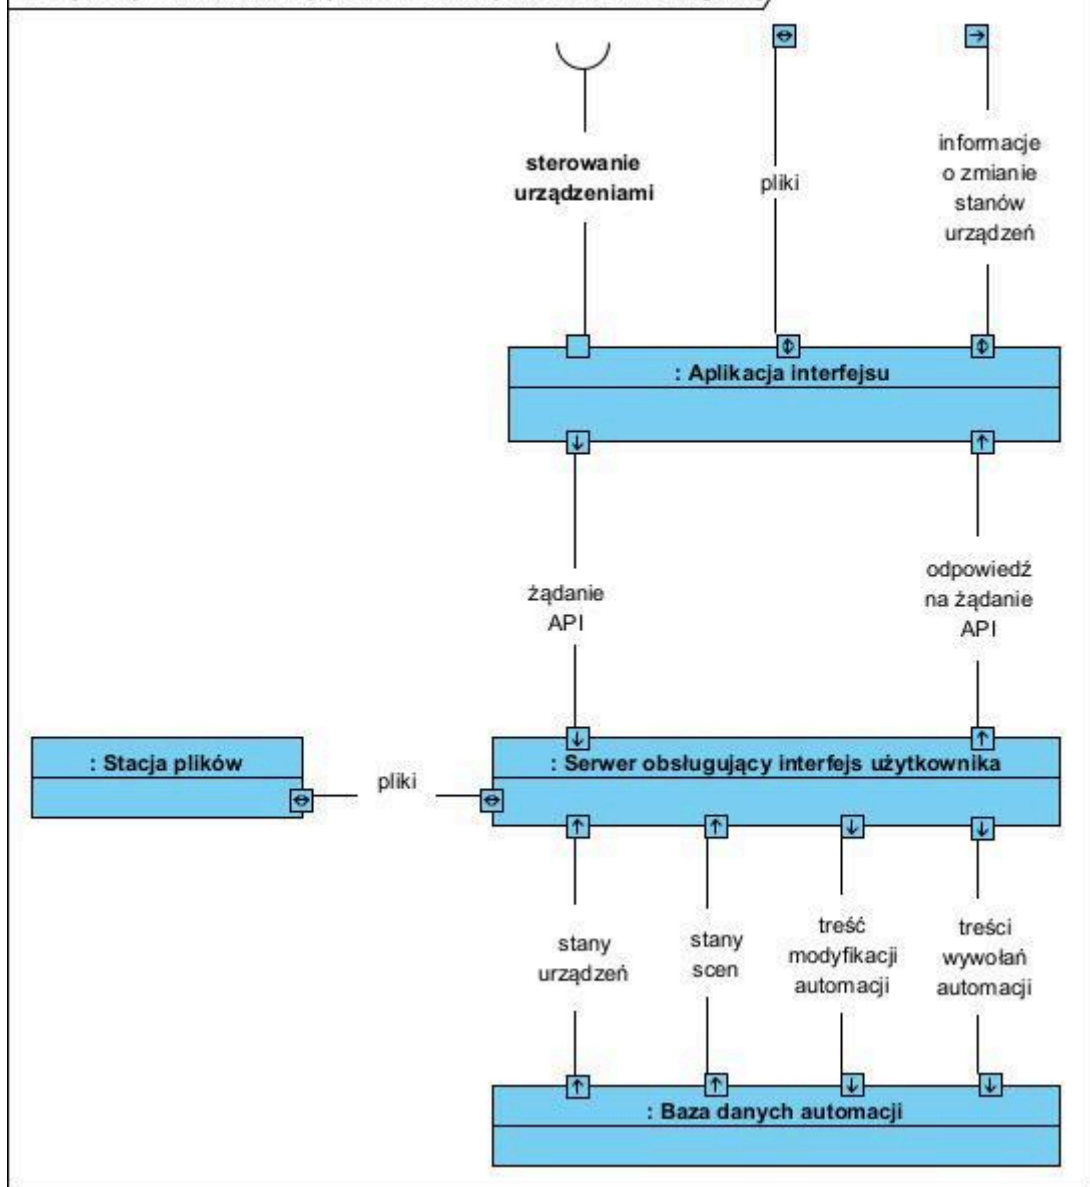 sterowanie
urządzeniami
pliki
informacje
o zmianie
stanów
urządzeń
: Aplikacja interfejsu
żądanie
API
odpowiedź
na żądanie
API
: Stacja plików
pliki
: Serwer obsługujący interfejs użytkownika
stany
urządzeń
stany
scen
treść
modyfikacji
automacji
treści
wywołań
automacji
: Baza danych automacji